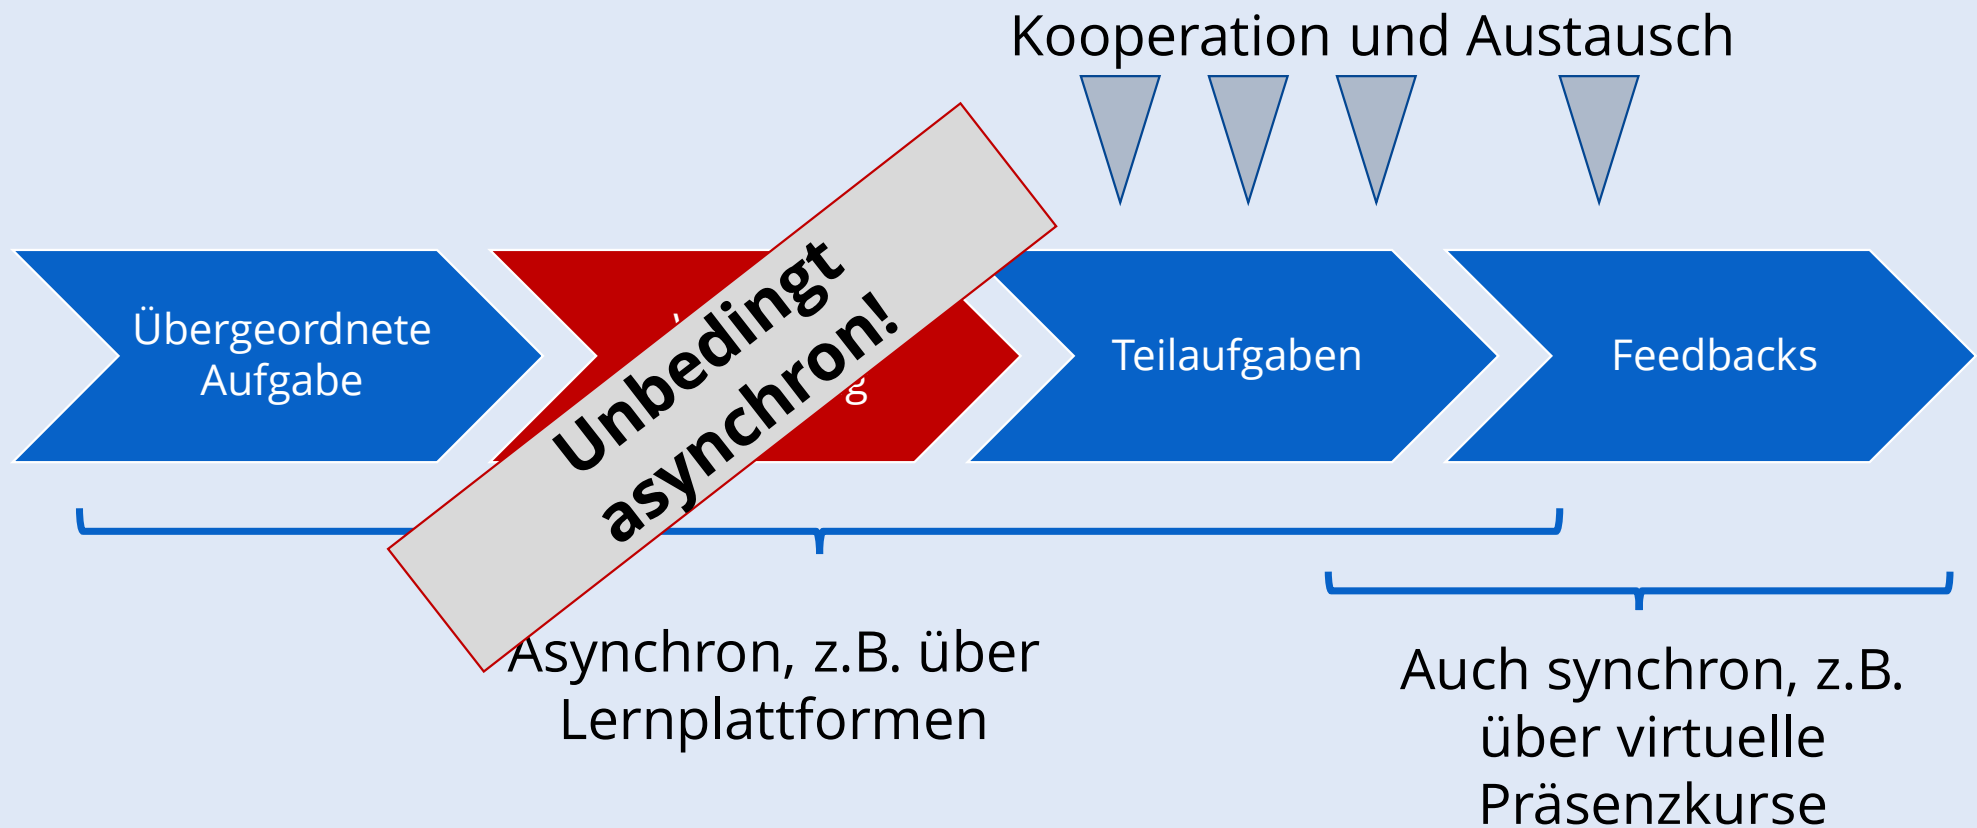 Kooperation und Austausch
Übergeordnete
Aufgabe
Unbedingt
asynchron!
Teilaufgaben
Feedbacks
Asynchron, z.B. über
Lernplattformen
Auch synchron, z.B.
über virtuelle
Präsenzkurse